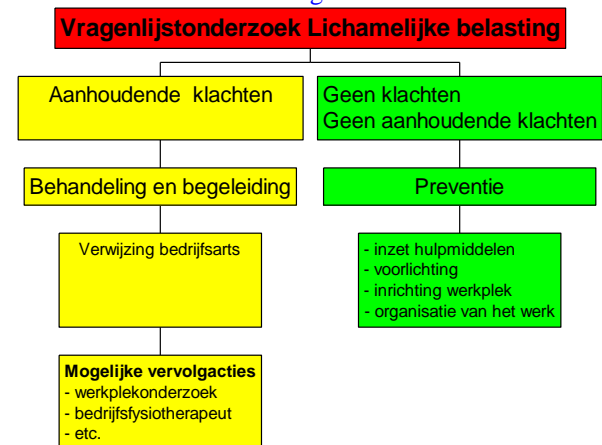 Vragenlijstonderzoek Lichamelijke belasting
Aanhoudende klachten
Geen klachten
Geen aanhoudende klachten
Behandeling en begeleiding
Preventie
Verwijzing bedrijfsarts
- inzet hulpmiddelen
- voorlichting
- inrichting werkplek
- organisatie van het werk
Mogelijke vervolgacties
- werkplekonderzoek
- bedrijfsfysiotherapeut
- etc.